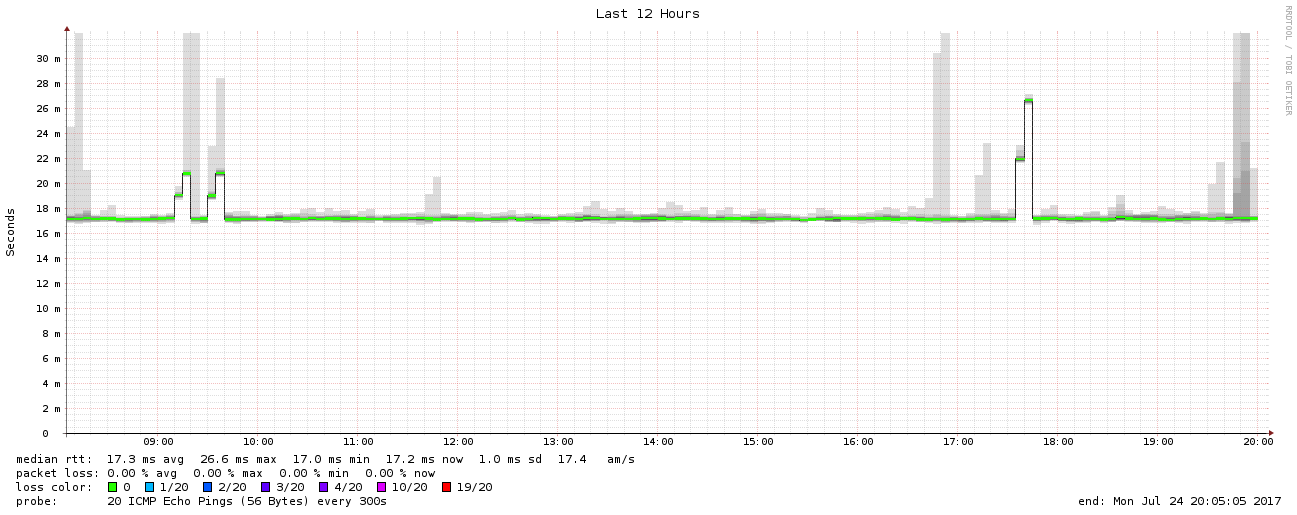 Last 12 Hours
RRDTOOL / TOBI OETIKER
Seconds
30 m
28 m
26 m
24 m
22 m
20 m
18 m
16 m
14 m
12 m
10 m
8 m
6 m
4 m
2 m
0
09:00 10:00 11:00 12:00 13:00 14:00 15:00 16:00 17:00 18:00 19:00 20:00
median rtt: 17.3 ms avg 26.6 ms max 17.0 ms min 17.2 ms now 1.0 ms sd 17.4 am/s
packet loss: 0.00 % avg 0.00 % max 0.00 % min 0.00 % now
loss color: 0 1/20 2/20 3/20 4/20 10/20 19/20
probe: 20 ICMP Echo Pings (56 Bytes) every 300s
end: Mon Jul 24 20:05:05 2017